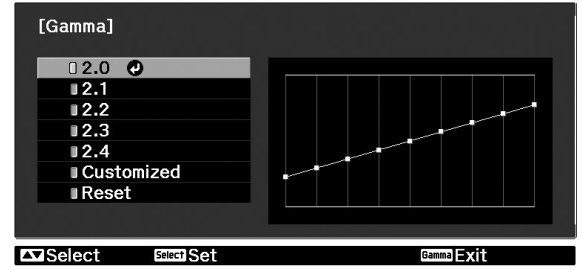 [Gamma]
2.0
2.1
2.2
2.3
2.4
Customized
Reset
Select Select Set Gamma Exit